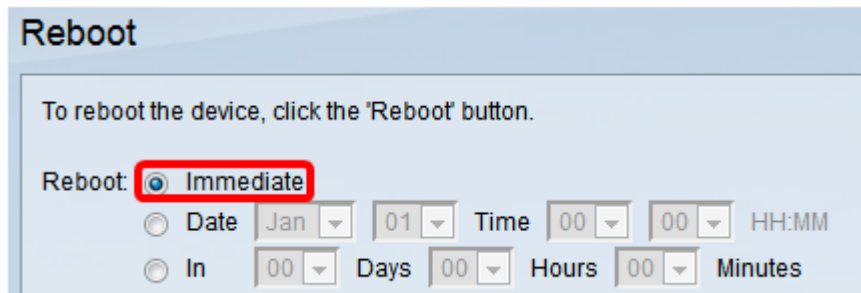 Reboot
To reboot the device, click the 'Reboot' button.
Reboot: Immediate
Date Jan 01 Time 00 00 HH:MM
In 00 Days 00 Hours 00 Minutes